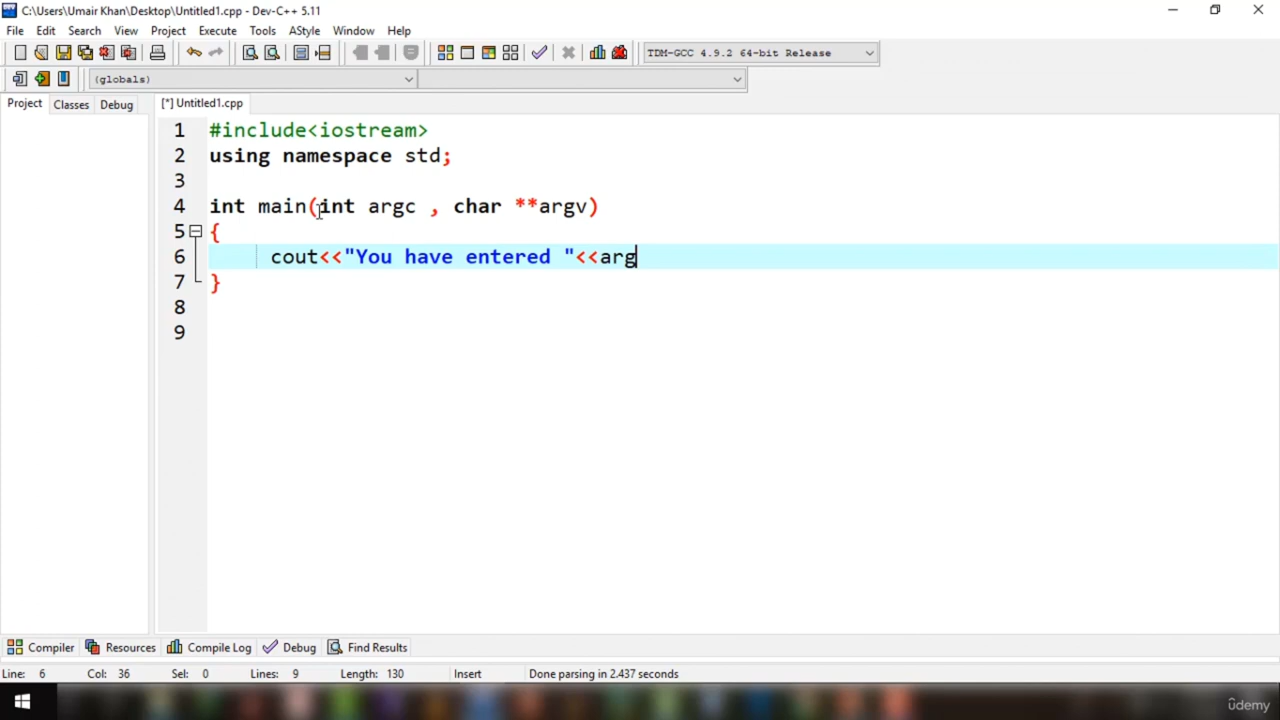 C:\Users\Umair Khan\Desktop\Untitled1.cpp - Dev-C++ 5.11
File Edit Search View Project Execute Tools AStyle Window Help
TDM-GCC 4.9.2 64-bit Release
(globals)
Project Classes Debug [*] Untitled1.cpp
1 #include<iostream>
2 using namespace std;
3
4 int main(int argc , char **argv)
5 {
6 cout<<"You have entered "<<arg
7 }
8
9
Compiler Resources Compile Log Debug Find Results
Line: 6 Col: 36 Sel: 0 Lines: 9 Length: 130 Insert Done parsing in 2.437 seconds
ûdemy